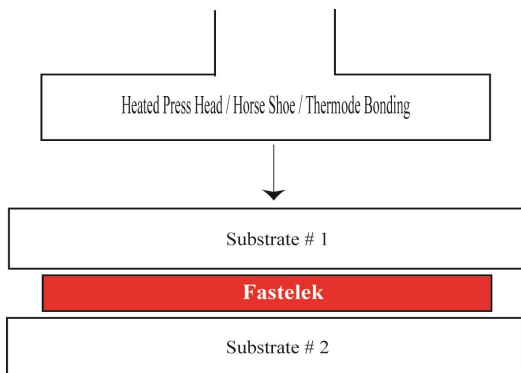 Heated Press Head / Horse Shoe / Thermode Bonding
Substrate # 1
Fastelek
Substrate # 2